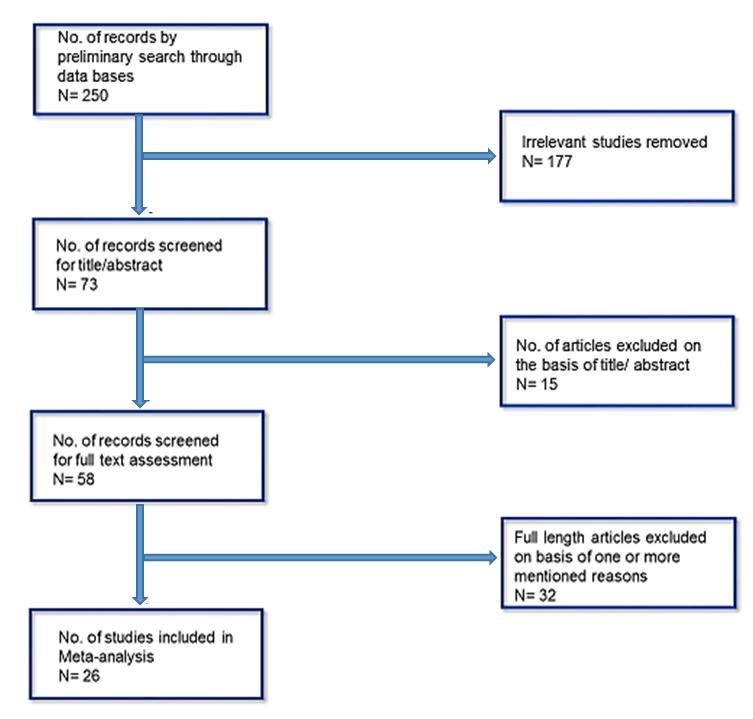 No. of records by
preliminary search through
data bases
N= 250
Irrelevant studies removed
N= 177
No. of records screened
for title/abstract
N= 73
No. of articles excluded on
the basis of title/ abstract
N= 15
No. of records screened
for full text assessment
N= 58
Full length articles excluded
on basis of one or more
mentioned reasons
N= 32
No. of studies included in
Meta-analysis
N= 26